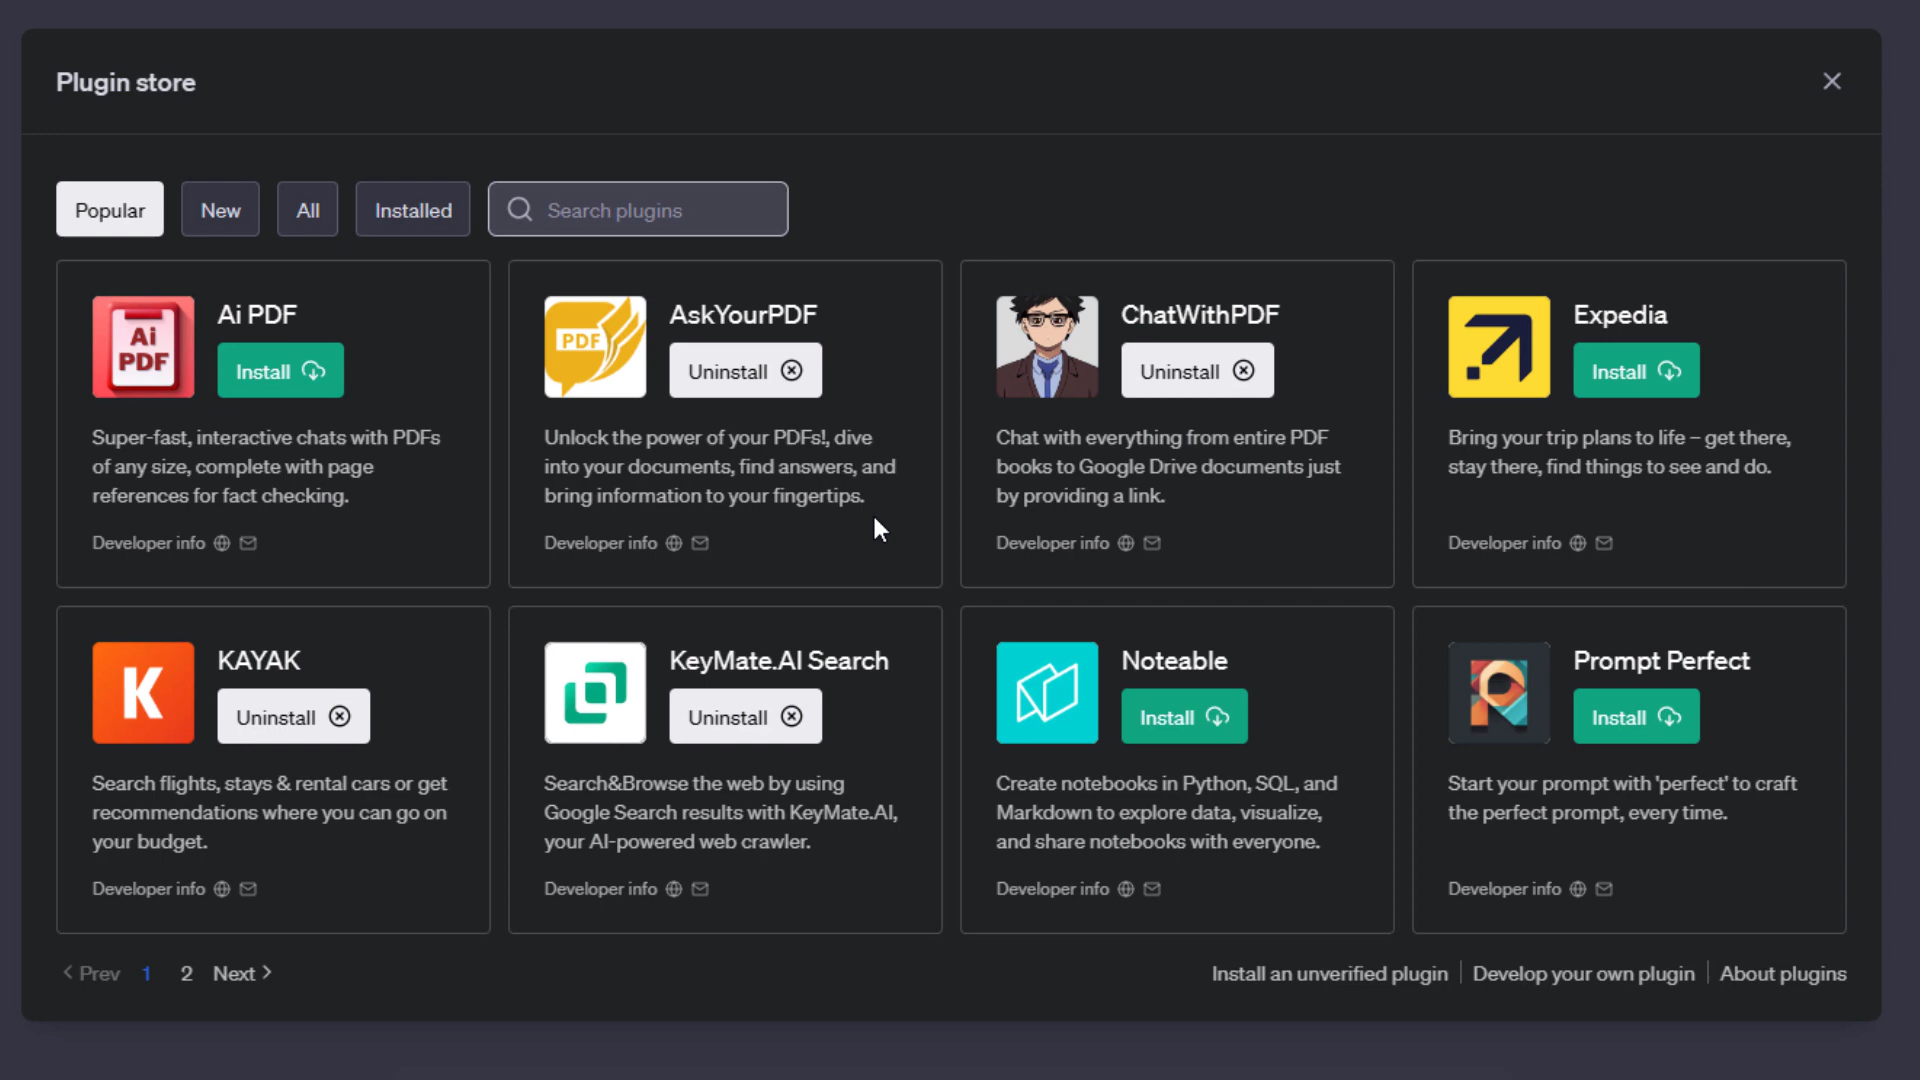 Plugin store
Popular
New
All
Installed
Search plugins
Ai PDF
Ai
PDF
Install
Super-fast, interactive chats with PDFs
of any size, complete with page
references for fact checking.
Developer info
PDF
AskYourPDF
Uninstall
Unlock the power of your PDFs!, dive
into your documents, find answers, and
bring information to your fingertips.
Developer info
ChatWithPDF
Uninstall
Chat with everything from entire PDF
books to Google Drive documents just
by providing a link.
Developer info
Expedia
Install
Bring your trip plans to life – get there,
stay there, find things to see and do.
Developer info
K
KAYAK
Uninstall
Search flights, stays & rental cars or get
recommendations where you can go on
your budget.
Developer info
KeyMate.AI Search
Uninstall
Search&Browse the web by using
Google Search results with KeyMate.AI,
your AI-powered web crawler.
Developer info
Noteable
Install
Create notebooks in Python, SQL, and
Markdown to explore data, visualize,
and share notebooks with everyone.
Developer info
Prompt Perfect
Install
Start your prompt with 'perfect' to craft
the perfect prompt, every time.
Developer info
Prev 1 2 Next
Install an unverified plugin
Develop your own plugin
About plugins